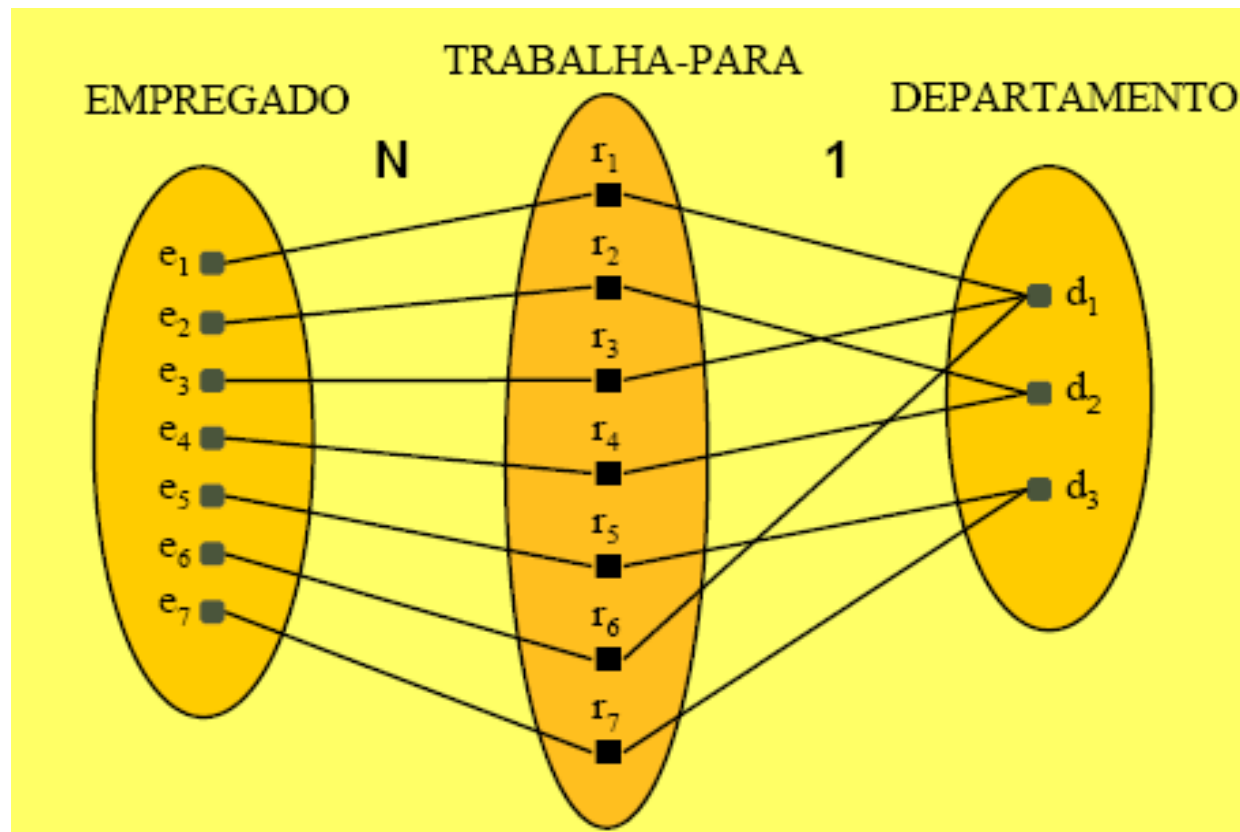 TRABALHA-PARA
EMPREGADO
DEPARTAMENTO
N
1
r1
r2
r3
r4
r5
r6
r7
e1
e2
e3
e4
e5
e6
e7
d1
d2
d3